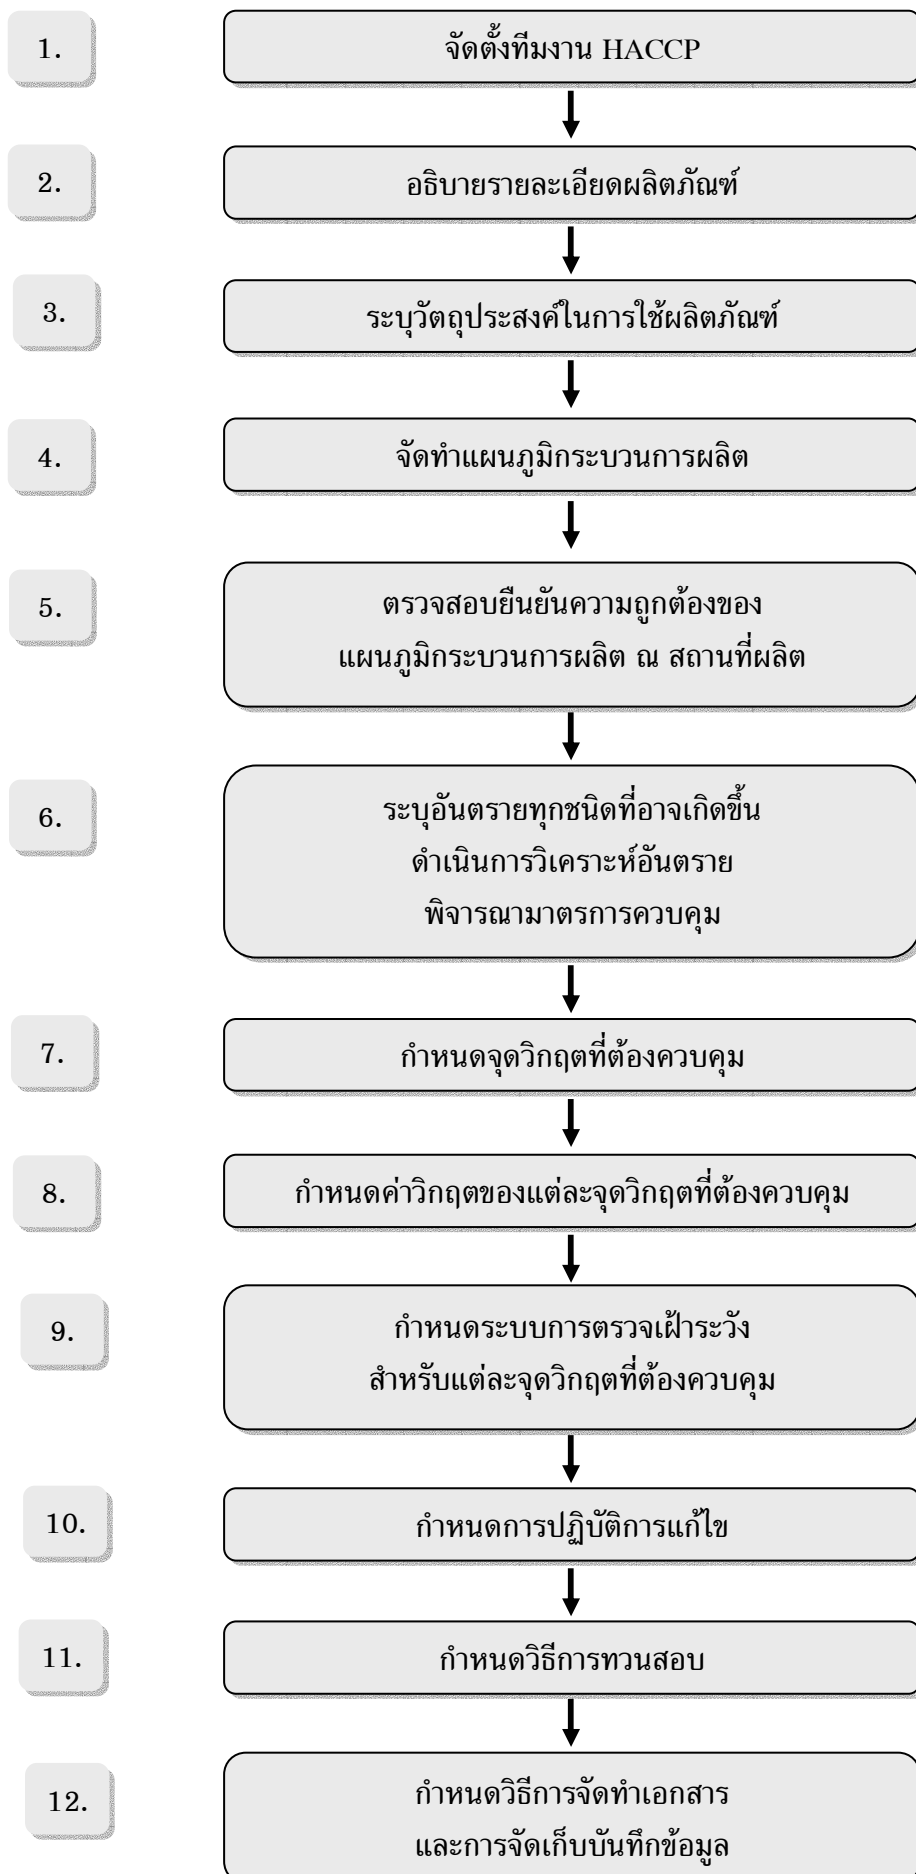 1. จัดตั้งทีมงาน HACCP
2. อธิบายรายละเอียดผลิตภัณฑ์
3. ระบุวัตถุประสงค์ในการใช้ผลิตภัณฑ์
4. จัดทำแผนภูมิกระบวนการผลิต
5. ตรวจสอบยืนยันความถูกต้องของ
แผนภูมิกระบวนการผลิต ณ สถานที่ผลิต
6. ระบุอันตรายทุกชนิดที่อาจเกิดขึ้น
ดำเนินการวิเคราะห์อันตราย
พิจารณามาตรการควบคุม
7. กำหนดจุดวิกฤตที่ต้องควบคุม
8. กำหนดค่าวิกฤตของแต่ละจุดวิกฤตที่ต้องควบคุม
9. กำหนดระบบการตรวจเฝ้าระวัง
สำหรับแต่ละจุดวิกฤตที่ต้องควบคุม
10. กำหนดการปฏิบัติการแก้ไข
11. กำหนดวิธีการทวนสอบ
12. กำหนดวิธีการจัดทำเอกสาร
และการจัดเก็บบันทึกข้อมูล